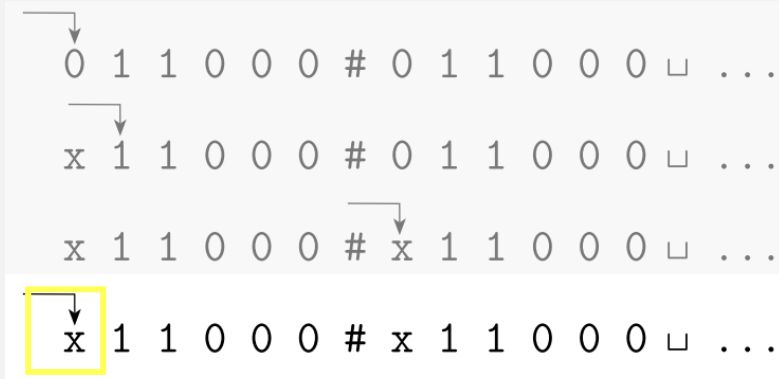 0 1 1 0 0 0 # 0 1 1 0 0 0 ␣ ...
x 1 1 0 0 0 # 0 1 1 0 0 0 ␣ ...
x 1 1 0 0 0 # x 1 1 0 0 0 ␣ ...
x 1 1 0 0 0 # x 1 1 0 0 0 ␣ ...